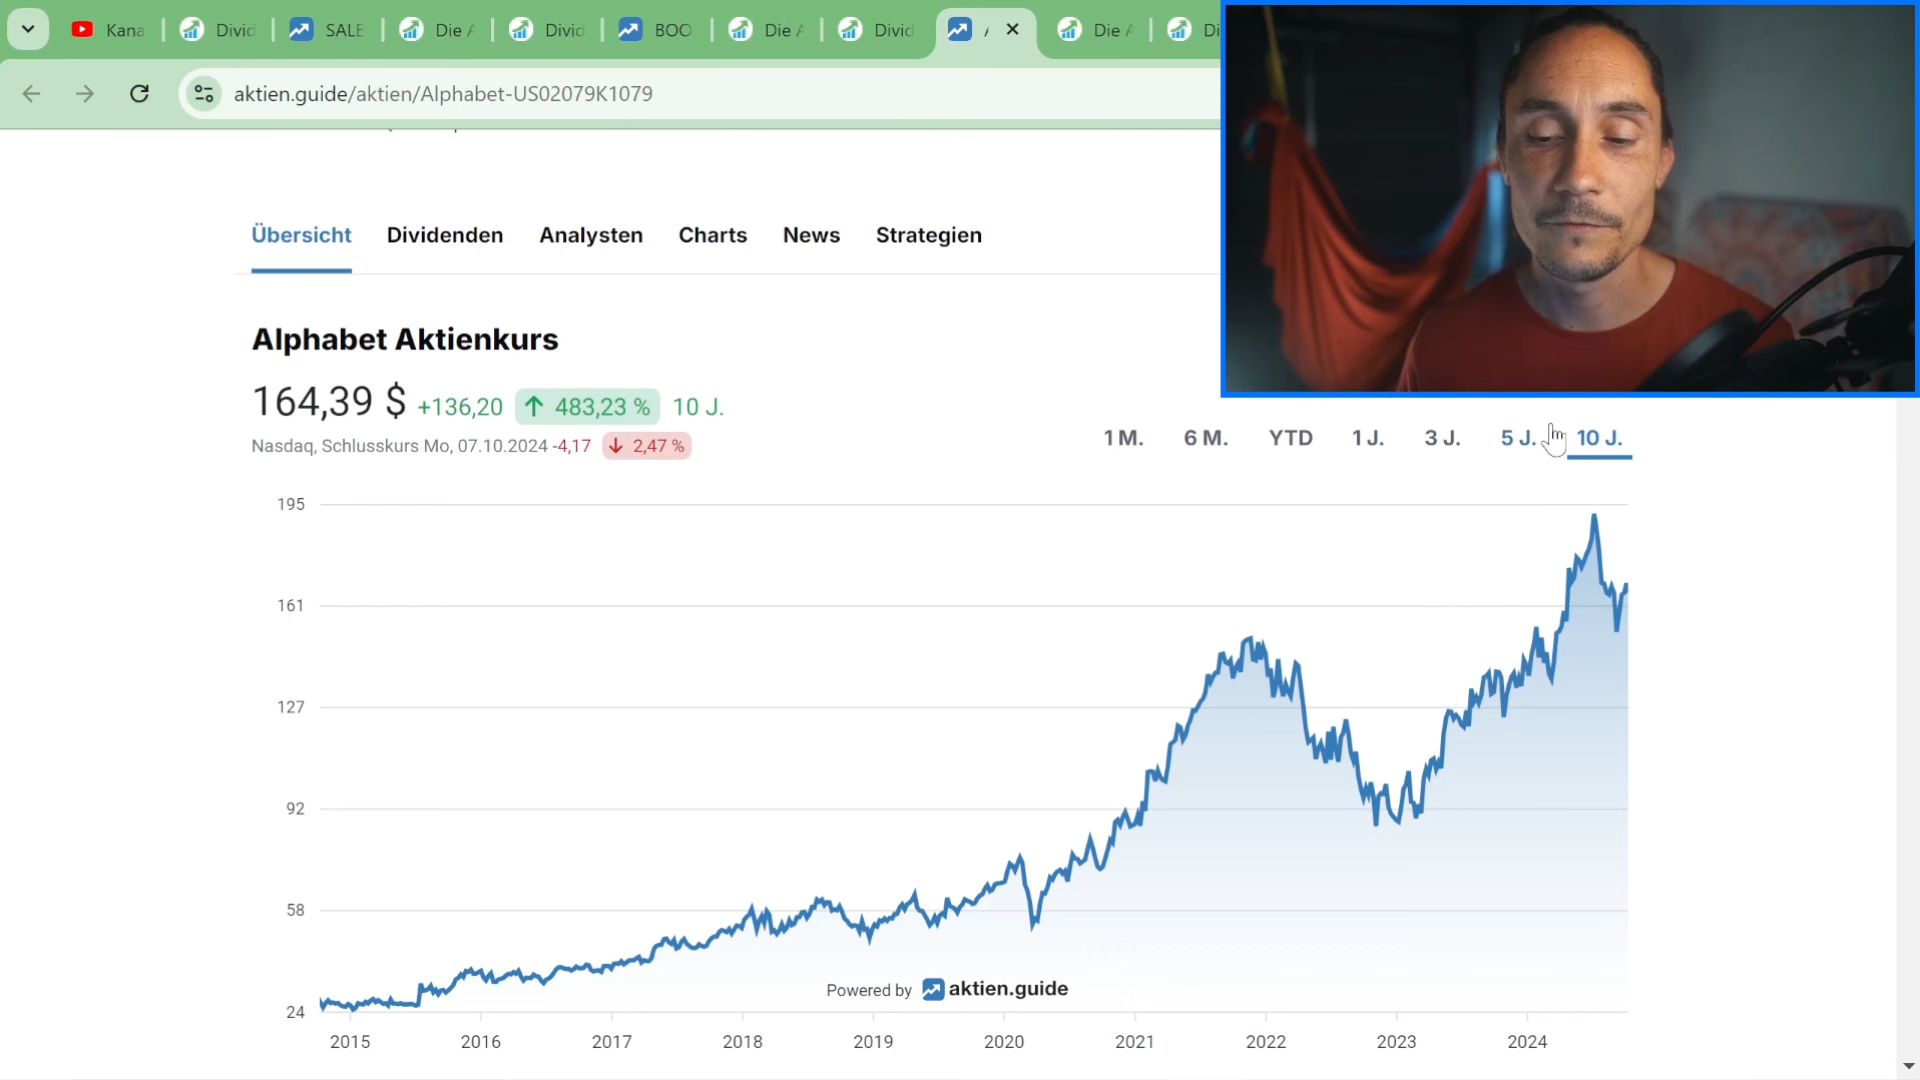 Kana
Divid
SALE
Die A
Divid
BOO
Die A
Divid
Die A
Di
aktien.guide/aktien/Alphabet-US02079K1079
Übersicht
Dividenden
Analysten
Charts
News
Strategien
Alphabet Aktienkurs
164,39 $ +136,20 483,23 % 10 J.
Nasdaq, Schlusskurs Mo, 07.10.2024 -4,17 2,47 %
1 M.
6 M.
YTD
1 J.
3 J.
5 J.
10 J.
195
161
127
92
58
24
Powered by aktien.guide
2015
2016
2017
2018
2019
2020
2021
2022
2023
2024